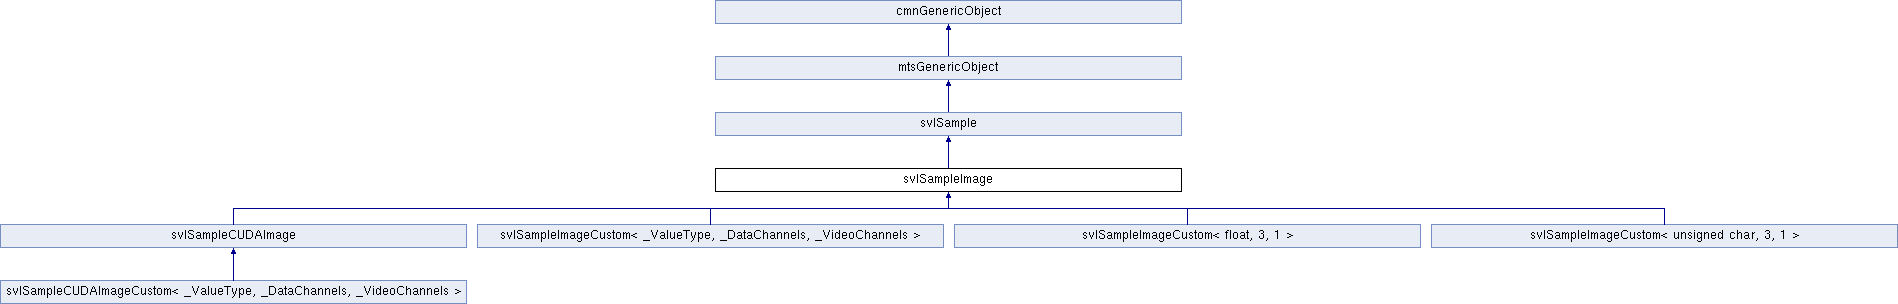 cmnGenericObject
mtsGenericObject
svlSample
svlSampleImage
svlSampleCUDAImage
svlSampleImageCustom< _ValueType, _DataChannels, _VideoChannels >
svlSampleImageCustom< float, 3, 1 >
svlSampleImageCustom< unsigned char, 3, 1 >
svlSampleCUDAImageCustom< _ValueType, _DataChannels, _VideoChannels >